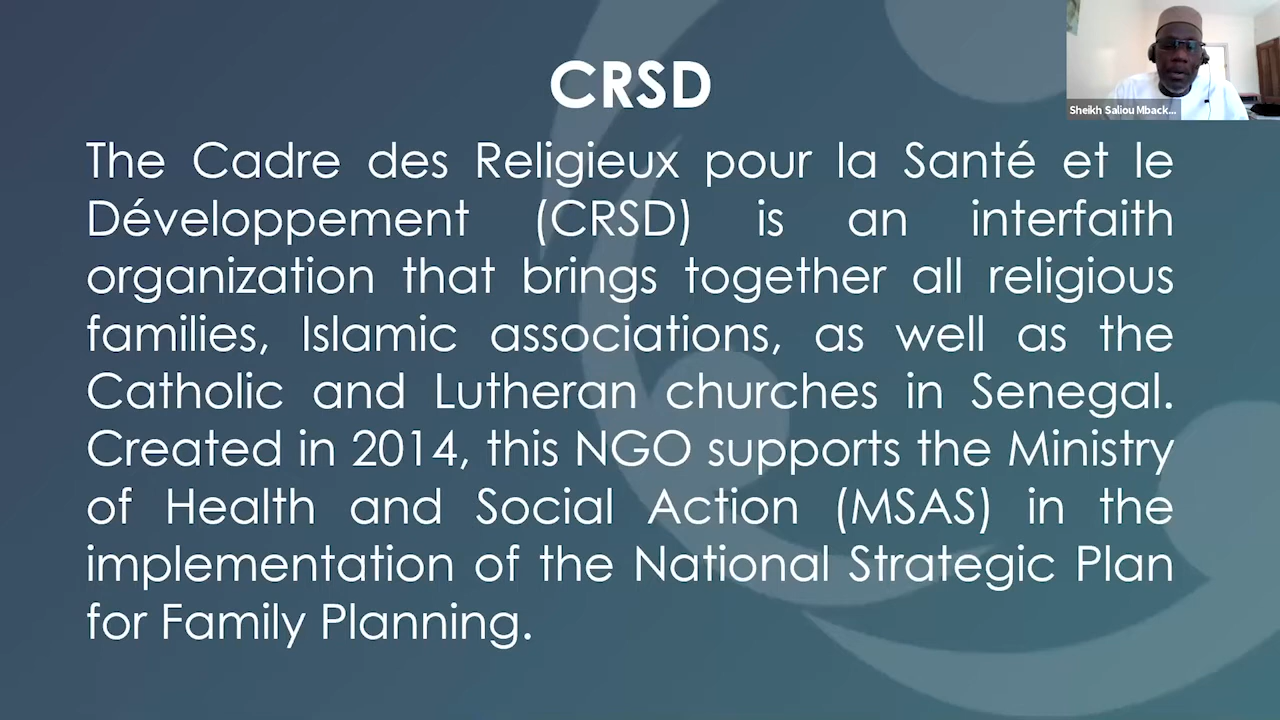 CRSD
The Cadre des Religieux pour la Santé et le
Développement (CRSD) is an interfaith
organization that brings together all religious
families, Islamic associations, as well as the
Catholic and Lutheran churches in Senegal.
Created in 2014, this NGO supports the Ministry
of Health and Social Action (MSAS) in the
implementation of the National Strategic Plan
for Family Planning.
Sheikh Saliou Mback...